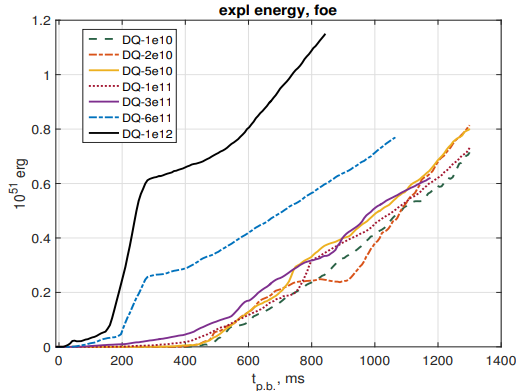 expl energy, foe
1.2
1
0.8
0.6
0.4
0.2
0
10^51 erg
DQ-1e10
DQ-2e10
DQ-5e10
DQ-1e11
DQ-3e11
DQ-6e11
DQ-1e12
0 200 400 600 800 1000 1200 1400
t_p.b., ms